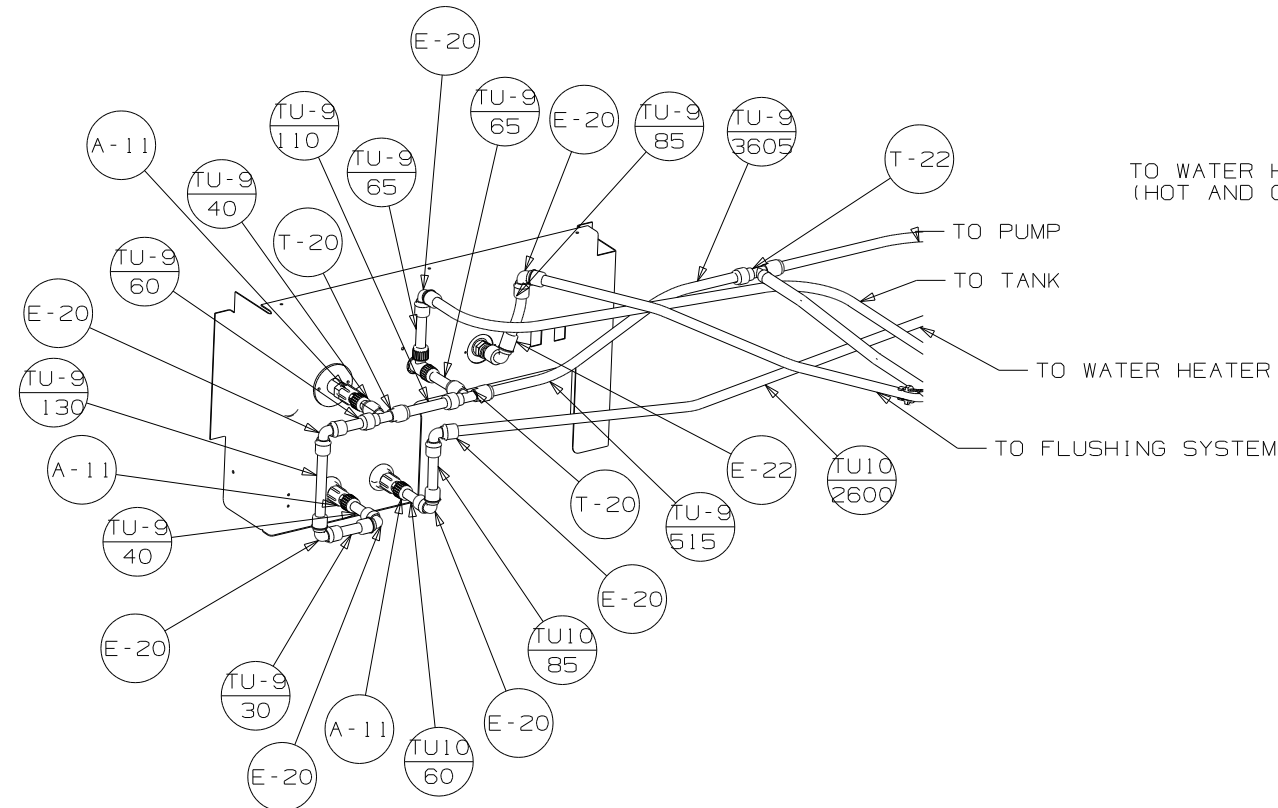 E-20
TU-9
65
E-20
TU-9
85
TU-9
3605
TU-9
110
A-11
TU-9
65
T-22
TU-9
40
T-20
TO WATER H
(HOT AND
TO PUMP
TU-9
60
TO TANK
E-20
TU-9
130
TO WATER HEATER
TO FLUSHING SYSTEM
A-11
E-22
TU10
2600
T-20
TU-9
515
TU-9
40
E-20
E-20
TU10
85
TU-9
30
E-20
A-11
TU10
60
E-20